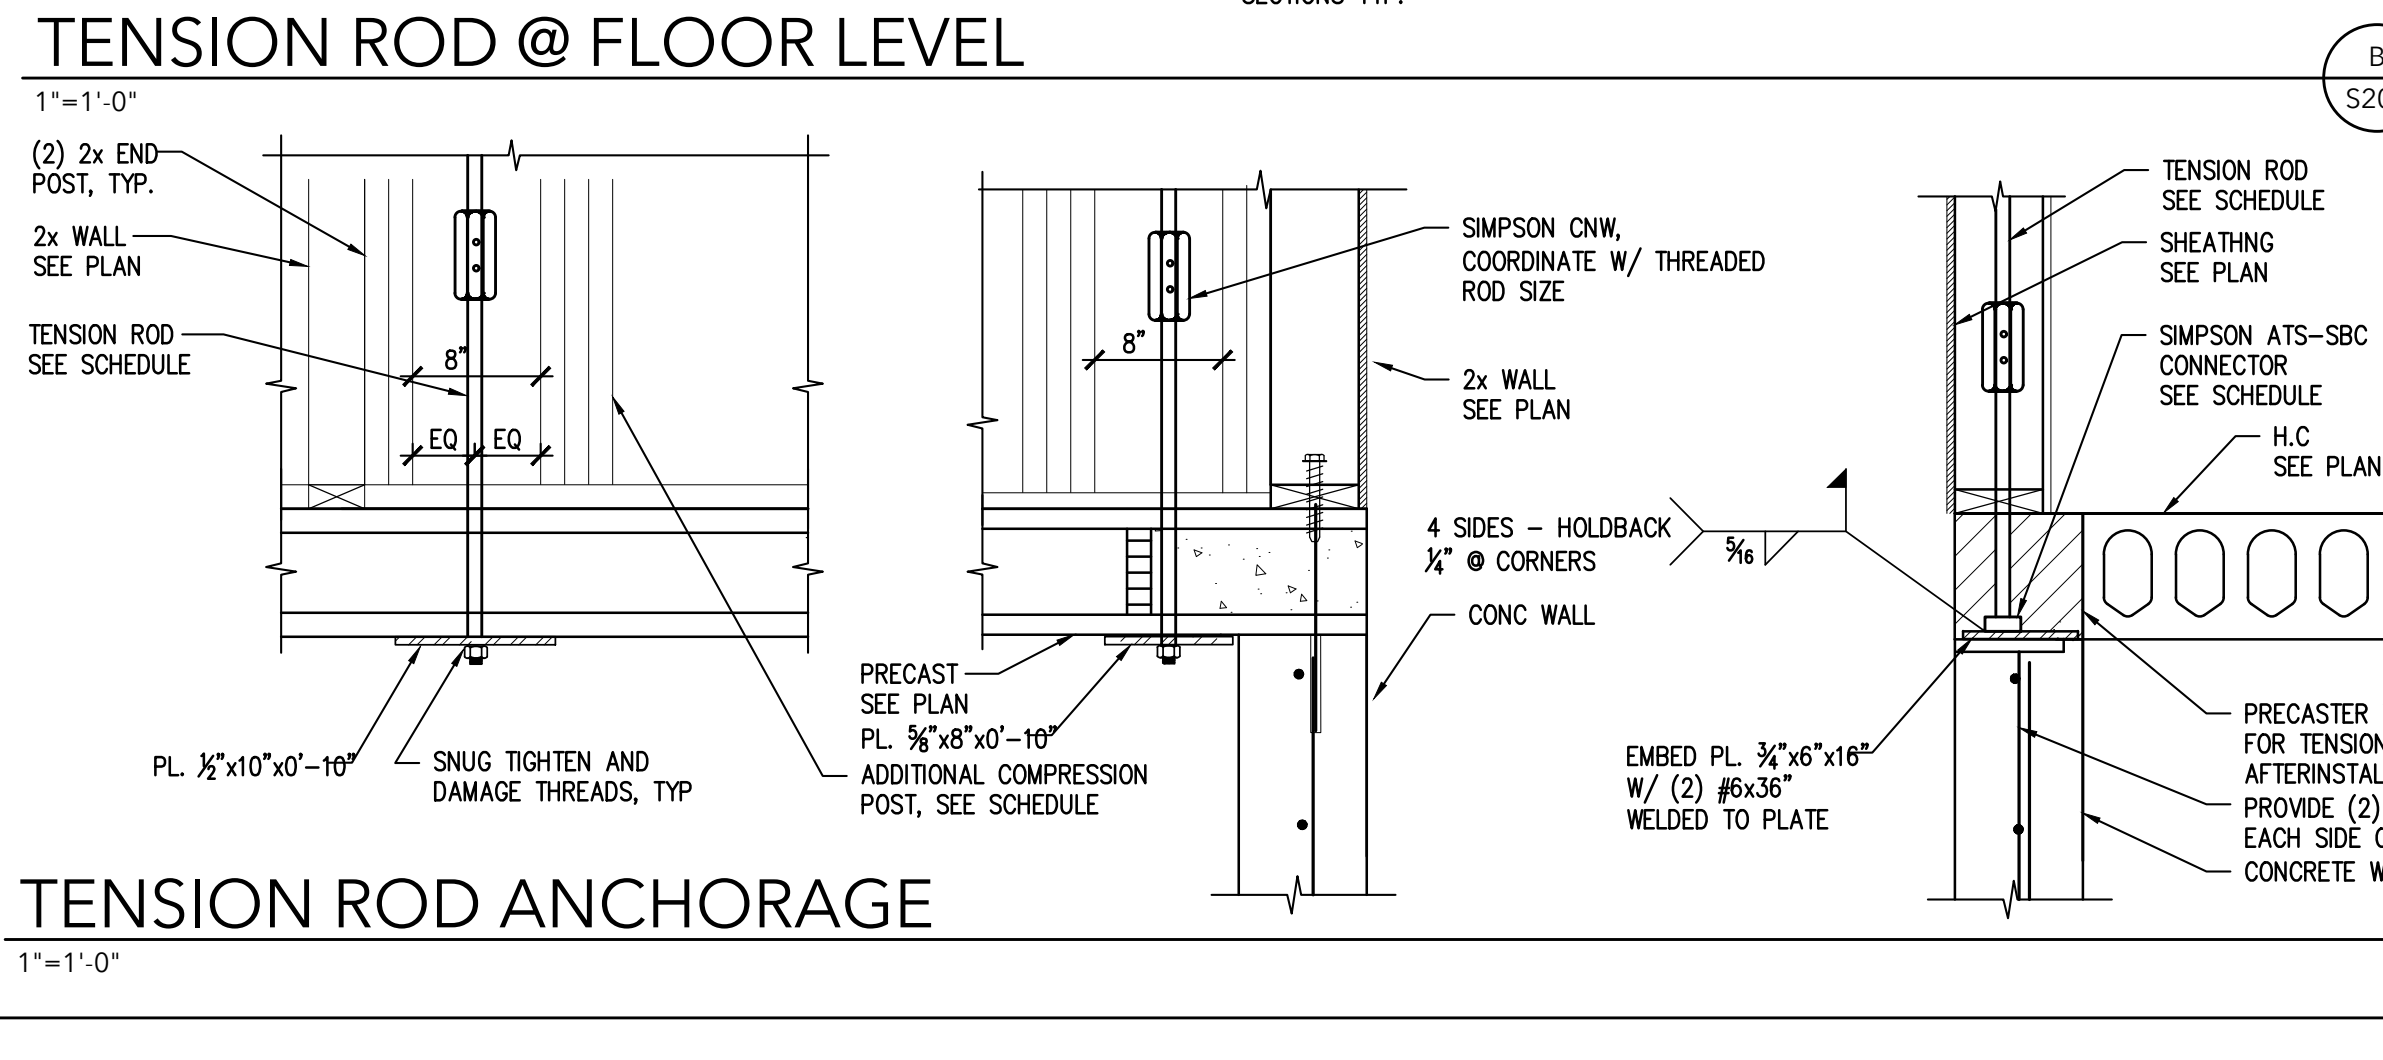 SECTIONS TYP.
TENSION ROD @ FLOOR LEVEL
1"=1'-0"
B
S20
(2) 2x END
POST, TYP.
2x WALL
SEE PLAN
TENSION ROD
SEE SCHEDULE
8"
EQ EQ
PL. ½"x10"x0'-10"
SNUG TIGHTEN AND
DAMAGE THREADS, TYP
8"
SIMPSON CNW,
COORDINATE W/ THREADED
ROD SIZE
2x WALL
SEE PLAN
CONC WALL
PRECAST
SEE PLAN
PL. ⅝"x8"x0'-10"
ADDITIONAL COMPRESSION
POST, SEE SCHEDULE
4 SIDES - HOLDBACK
¼" @ CORNERS
5/16
TENSION ROD
SEE SCHEDULE
SHEATHNG
SEE PLAN
SIMPSON ATS-SBC
CONNECTOR
SEE SCHEDULE
H.C
SEE PLAN
EMBED PL. ¾"x6"x16"
W/ (2) #6x36"
WELDED TO PLATE
PRECASTER
FOR TENSION
AFTERINSTAL
PROVIDE (2)
EACH SIDE
CONCRETE W
TENSION ROD ANCHORAGE
1"=1'-0"